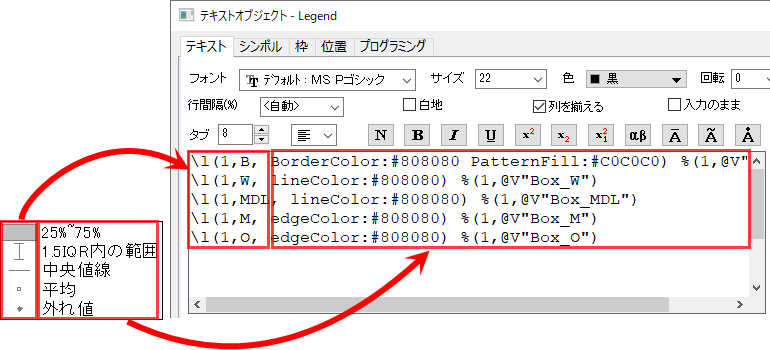 テキストオブジェクト - Legend
テキスト シンボル 枠 位置 プログラミング
フォント デフォルト: MS Pゴシック サイズ 22 色 黒 回転 0
行間隔(%) <自動> 白地 列を揃える 入力のまま
タブ 8 N B I U x² x₂ x²₁ αβ Ā Ã Ȧ
\l(1,B, BorderColor:#808080 PatternFill:#C0C0C0) %(1,@V"
\l(1,W, lineColor:#808080) %(1,@V"Box_W")
\l(1,MDL, lineColor:#808080) %(1,@V"Box_MDL")
\l(1,M, edgeColor:#808080) %(1,@V"Box_M")
\l(1,O, edgeColor:#808080) %(1,@V"Box_O")
25%~75%
1.5IQR内の範囲
中央値線
平均
外れ値